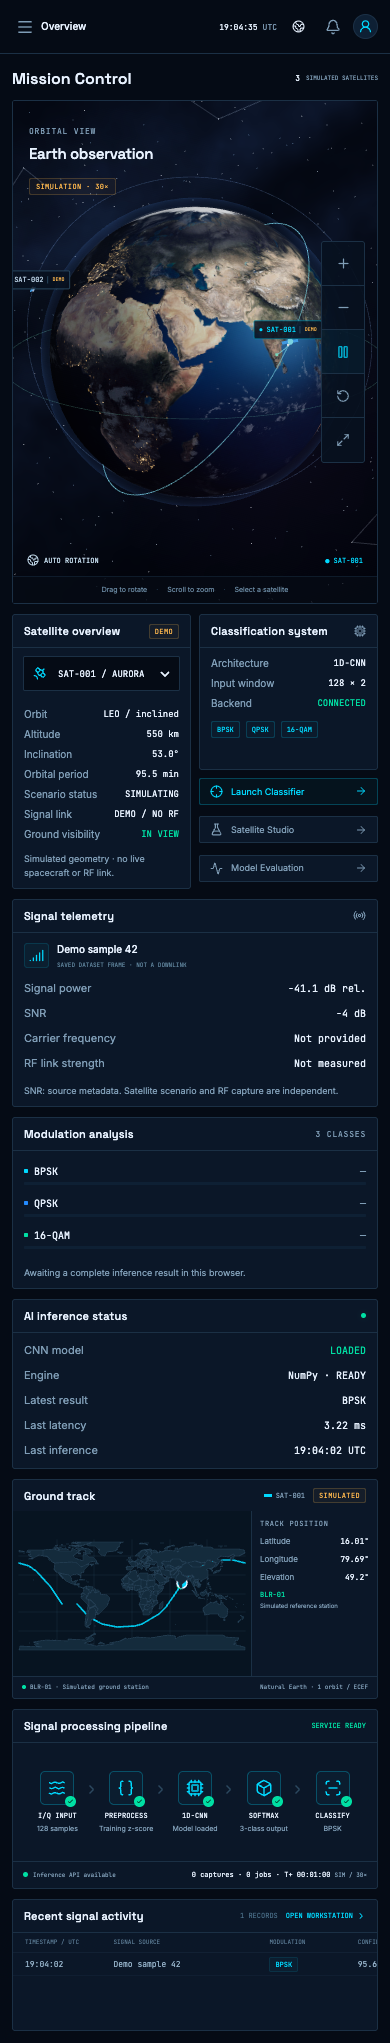 Overview
19:04:35 UTC
Mission Control
3 SIMULATED SATELLITES
ORBITAL VIEW
Earth observation
SIMULATION · 30×
SAT-002 DEMO
SAT-001 DEMO
AUTO ROTATION
SAT-001
Drag to rotate · Scroll to zoom · Select a satellite
Satellite overview DEMO
SAT-001 / AURORA
Orbit LEO / inclined
Altitude 550 km
Inclination 53.0°
Orbital period 95.5 min
Scenario status SIMULATING
Signal link DEMO / NO RF
Ground visibility IN VIEW
Simulated geometry · no live
spacecraft or RF link.
Classification system
Architecture 1D-CNN
Input window 128 × 2
Backend CONNECTED
BPSK QPSK 16-QAM
Launch Classifier
Satellite Studio
Model Evaluation
Signal telemetry
Demo sample 42
SAVED DATASET FRAME · NOT A DOWNLINK
Signal power -41.1 dB rel.
SNR -4 dB
Carrier frequency Not provided
RF link strength Not measured
SNR: source metadata. Satellite scenario and RF capture are independent.
Modulation analysis 3 CLASSES
BPSK —
QPSK —
16-QAM —
Awaiting a complete inference result in this browser.
AI inference status
CNN model LOADED
Engine NumPy · READY
Latest result BPSK
Last latency 3.22 ms
Last inference 19:04:02 UTC
Ground track SAT-001 SIMULATED
TRACK POSITION
Latitude 16.01°
Longitude 79.69°
Elevation 49.2°
BLR-01
Simulated reference station
BLR-01 · Simulated ground station
Natural Earth · 1 orbit / ECEF
Signal processing pipeline SERVICE READY
I/Q INPUT PREPROCESS 1D-CNN SOFTMAX CLASSIFY
128 samples Training z-score Model loaded 3-class output BPSK
Inference API available 0 captures · 0 jobs · T+ 00:01:00 SIM / 30×
Recent signal activity 1 RECORDS OPEN WORKSTATION
TIMESTAMP / UTC SIGNAL SOURCE MODULATION CONFI
19:04:02 Demo sample 42 BPSK 95.6